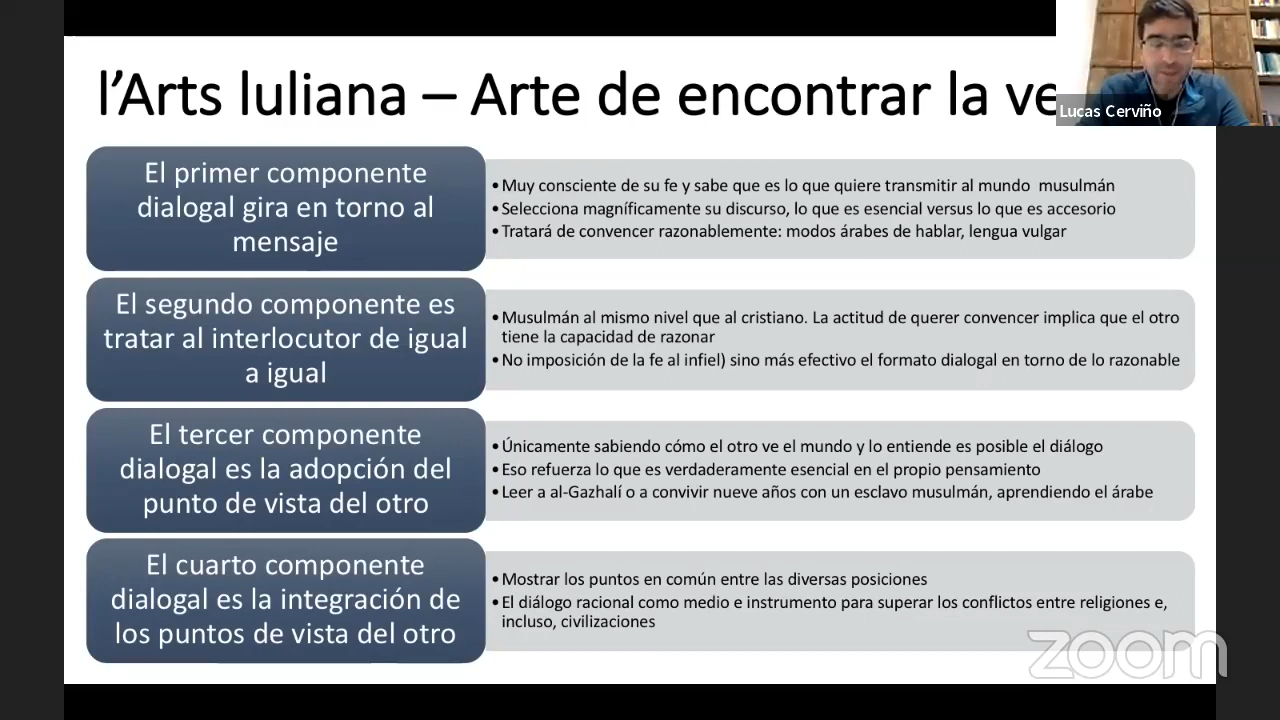 l'Arts luliana – Arte de encontrar la ve
Lucas Cerviño
El primer componente
dialogal gira en torno al
mensaje
• Muy consciente de su fe y sabe que es lo que quiere transmitir al mundo musulmán
• Selecciona magníficamente su discurso, lo que es esencial versus lo que es accesorio
• Tratará de convencer razonablemente: modos árabes de hablar, lengua vulgar
El segundo componente es
tratar al interlocutor de igual
a igual
• Musulmán al mismo nivel que al cristiano. La actitud de querer convencer implica que el otro
tiene la capacidad de razonar
• No imposición de la fe al infiel) sino más efectivo el formato dialogal en torno de lo razonable
El tercer componente
dialogal es la adopción del
punto de vista del otro
• Únicamente sabiendo cómo el otro ve el mundo y lo entiende es posible el diálogo
• Eso refuerza lo que es verdaderamente esencial en el propio pensamiento
• Leer a al-Gazhalí o a convivir nueve años con un esclavo musulmán, aprendiendo el árabe
El cuarto componente
dialogal es la integración de
los puntos de vista del otro
• Mostrar los puntos en común entre las diversas posiciones
• El diálogo racional como medio e instrumento para superar los conflictos entre religiones e,
incluso, civilizaciones
zoom